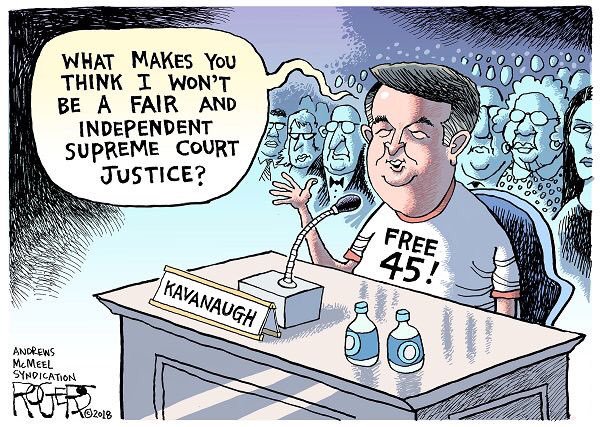 WHAT MAKES YOU
THINK I WON'T
BE A FAIR AND
INDEPENDENT
SUPREME COURT
JUSTICE?
FREE
45!
KAVANAUGH
ANDREWS
McMEEL
SYNDICATION
ROGERS
©2018